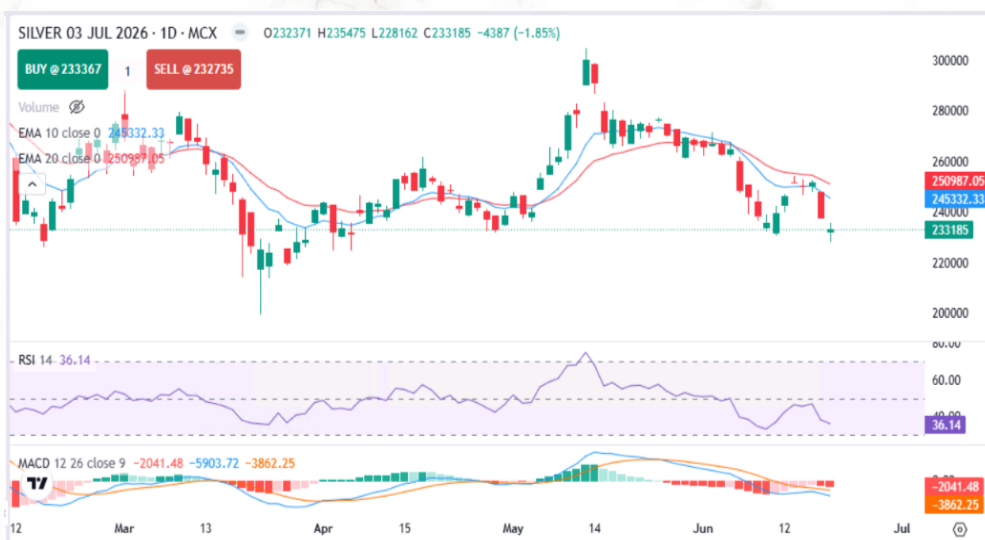 SILVER 03 JUL 2026 · 1D · MCX O232371 H235475 L228162 C233185 −4387 (−1.85%)
BUY @ 233367 1 SELL @ 232735
Volume
EMA 10 close 0 245332.33
EMA 20 close 0 250987.05
300000
280000
260000
250987.05
245332.33
240000
233185
220000
200000
RSI 14 36.14
80.00
60.00
40.00
36.14
MACD 12 26 close 9 −2041.48 −5903.72 −3862.25
−2041.48
−3862.25
12 Mar 13 Apr 15 May 14 Jun 12 Jul